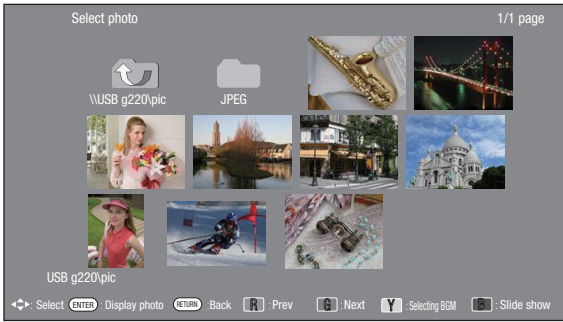 Select photo 1/1 page
\\USB g220\pic JPEG
USB g220\pic
: Select ENTER : Display photo RETURN :Back R :Prev G :Next Y : Selecting BGM B : Slide show